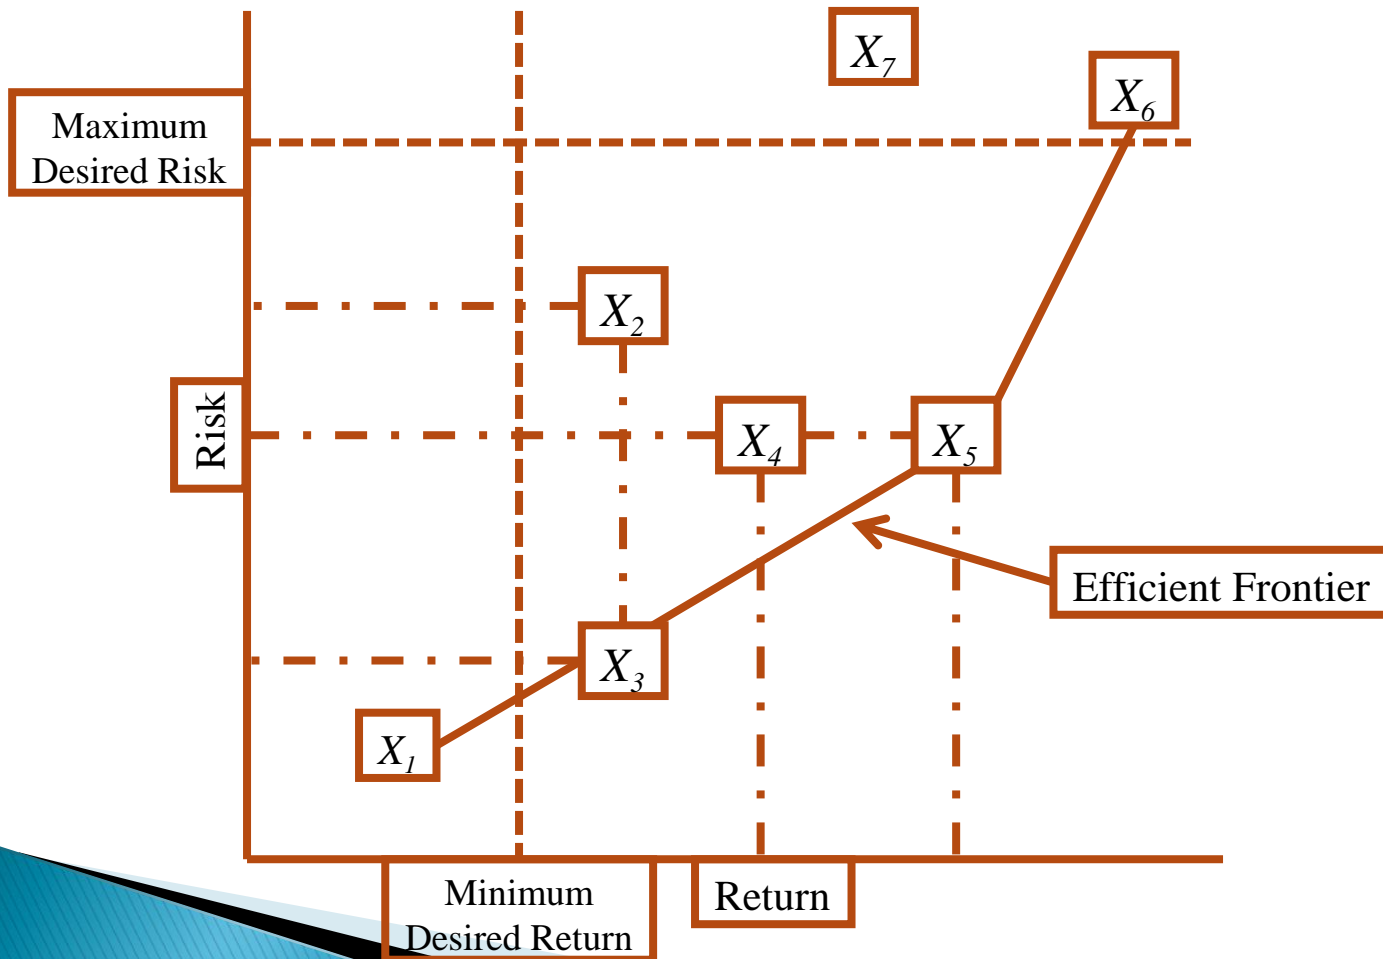 X7
X6
Maximum
Desired Risk
X2
Risk
X4
X5
Efficient Frontier
X3
X1
Minimum
Desired Return
Return